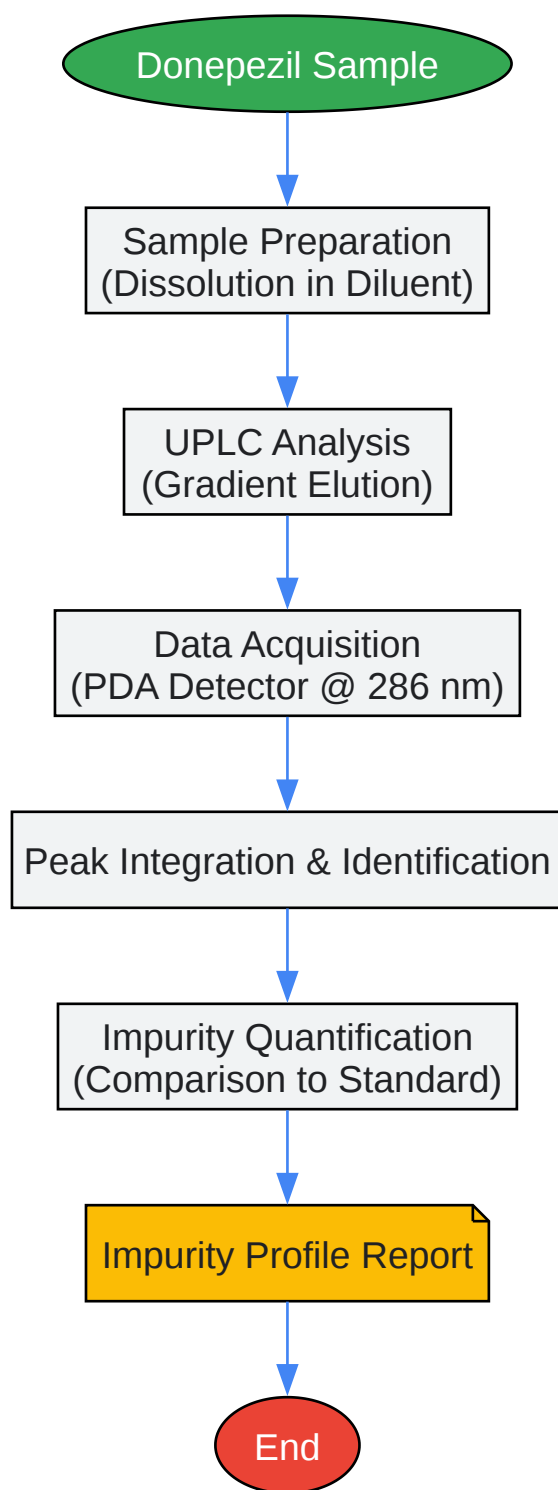 Donepezil Sample
Sample Preparation
(Dissolution in Diluent)
UPLC Analysis
(Gradient Elution)
Data Acquisition
(PDA Detector @ 286 nm)
Peak Integration & Identification
Impurity Quantification
(Comparison to Standard)
Impurity Profile Report
End